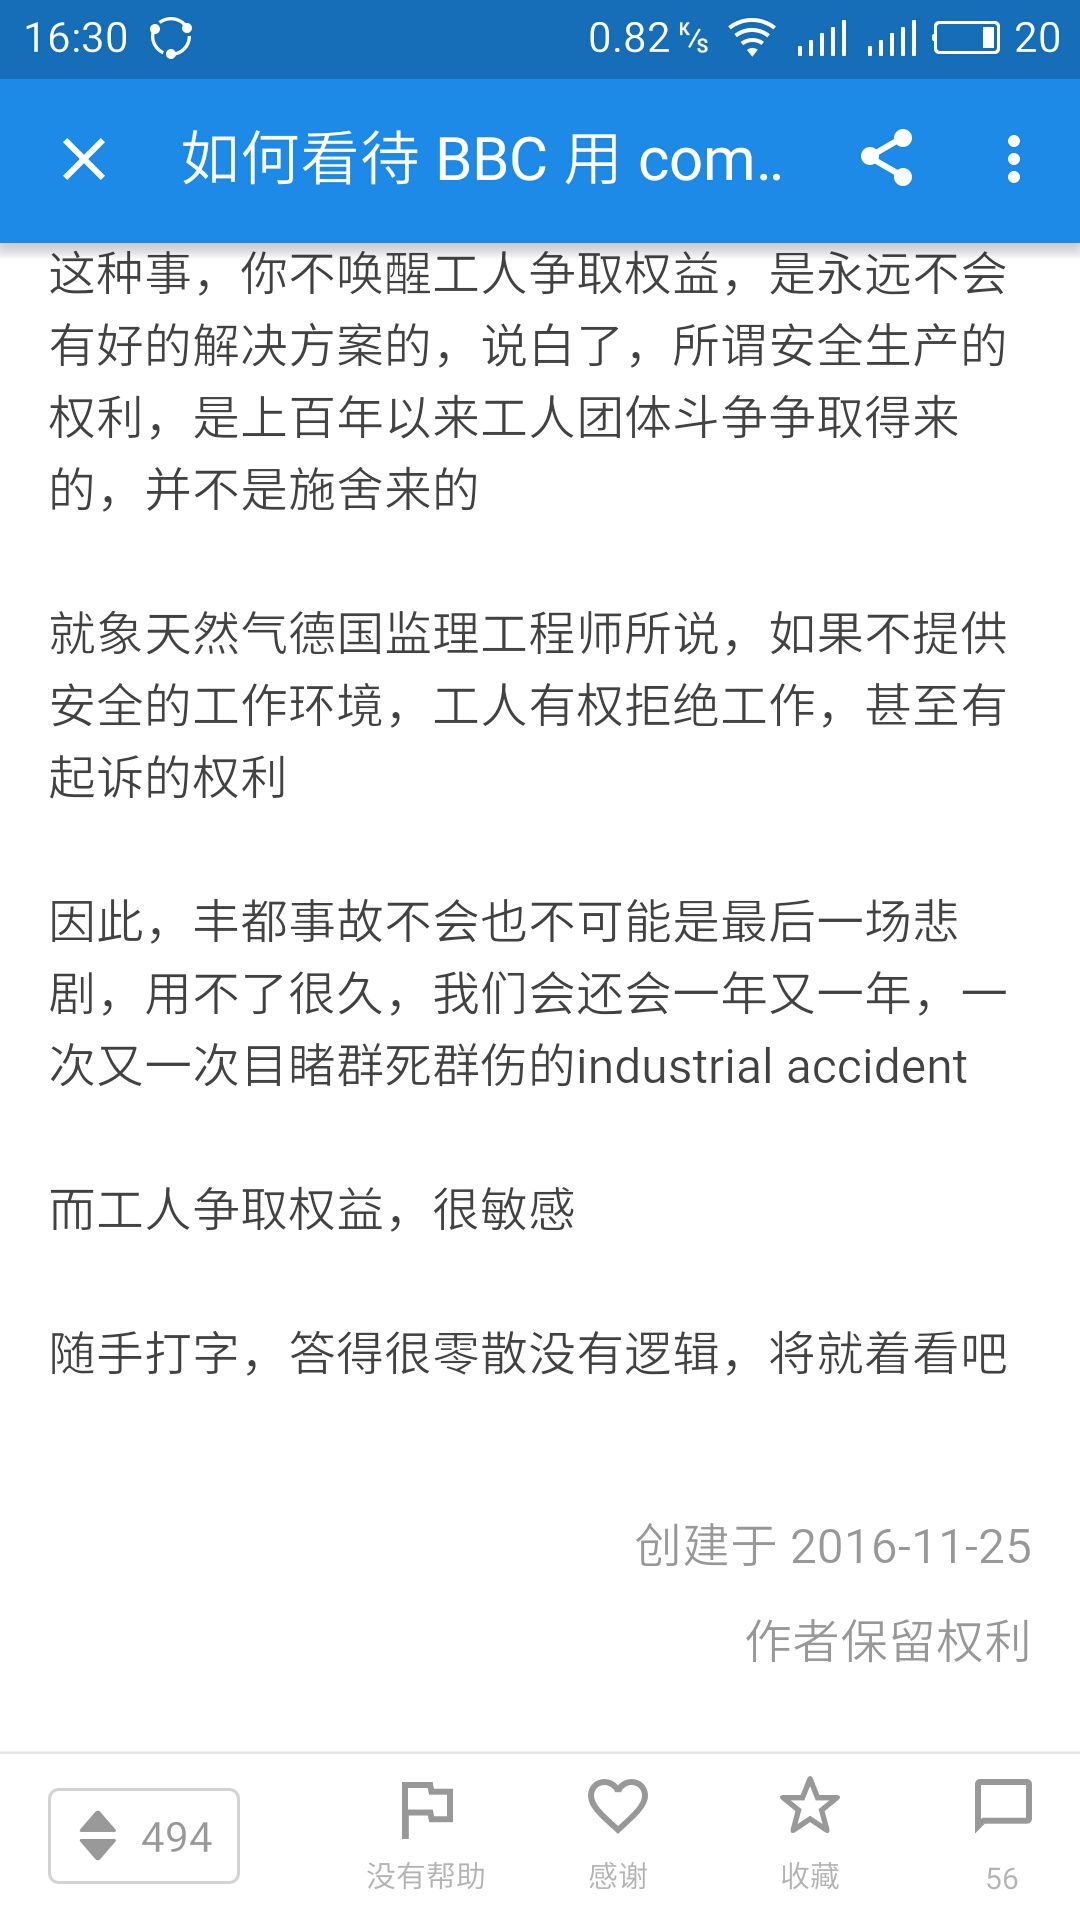 16:30
0.82 K/s
20
如何看待 BBC 用 com..
这种事，你不唤醒工人争取权益，是永远不会
有好的解决方案的，说白了，所谓安全生产的
权利，是上百年以来工人团体斗争争取得来
的，并不是施舍来的
就象天然气德国监理工程师所说，如果不提供
安全的工作环境，工人有权拒绝工作，甚至有
起诉的权利
因此，丰都事故不会也不可能是最后一场悲
剧，用不了很久，我们会还会一年又一年，一
次又一次目睹群死群伤的industrial accident
而工人争取权益，很敏感
随手打字，答得很零散没有逻辑，将就着看吧
创建于 2016-11-25
作者保留权利
494
没有帮助
感谢
收藏
56